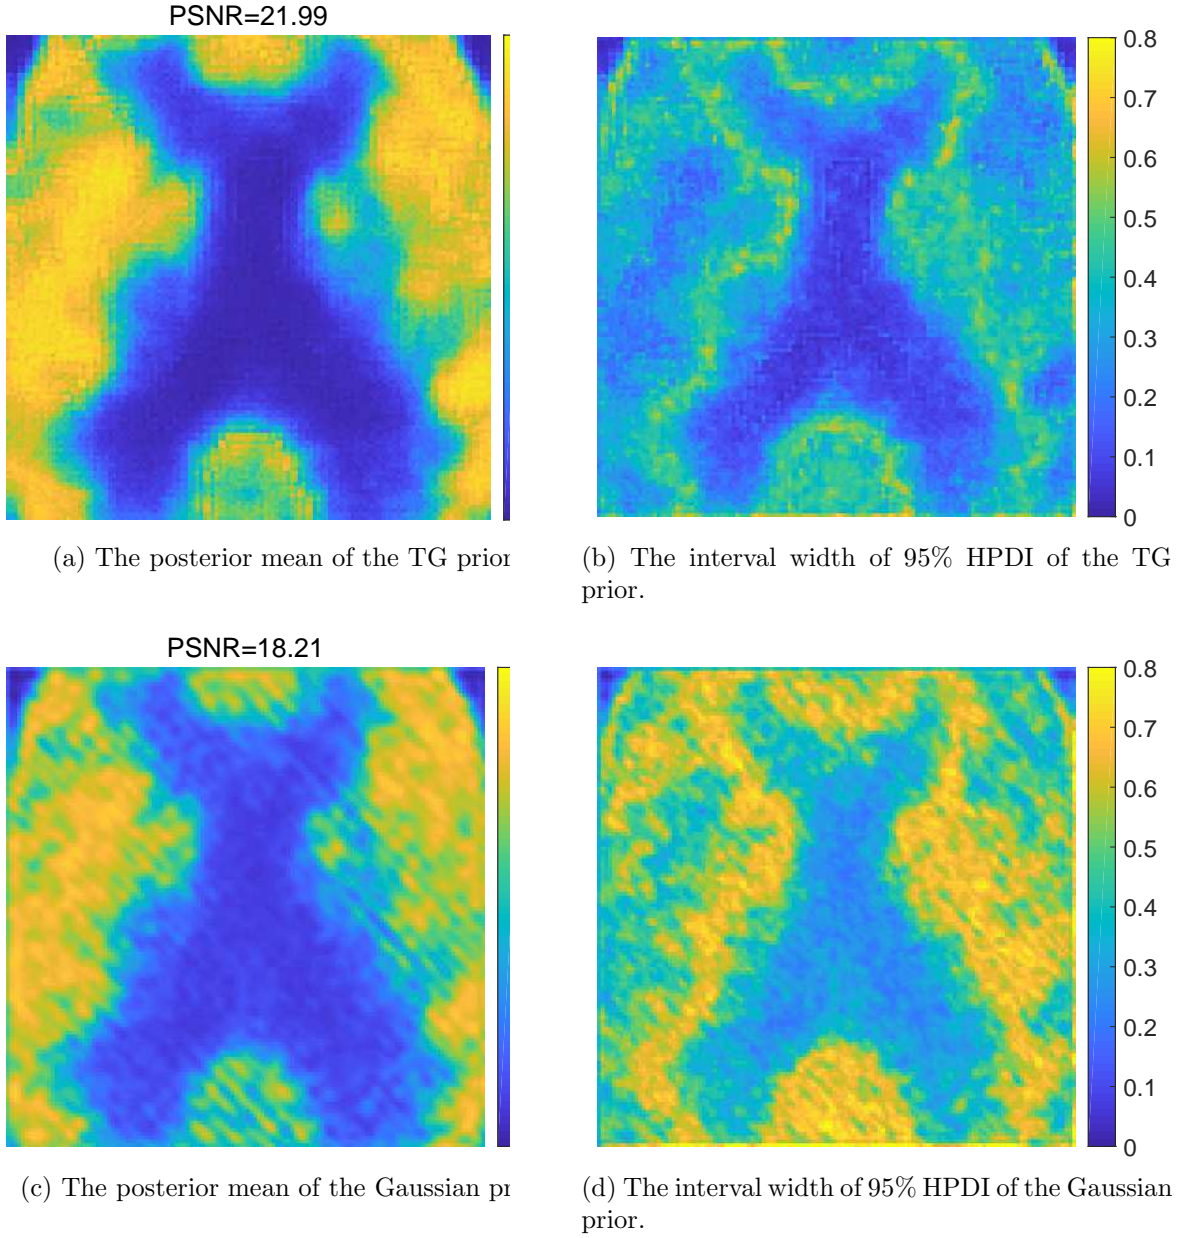 PSNR=21.99
0.8
0.7
0.6
0.5
0.4
0.3
0.2
0.1
0
(a) The posterior mean of the TG prior
(b) The interval width of 95% HPDI of the TG
prior.
PSNR=18.21
0.8
0.7
0.6
0.5
0.4
0.3
0.2
0.1
0
(c) The posterior mean of the Gaussian pr
(d) The interval width of 95% HPDI of the Gaussian
prior.